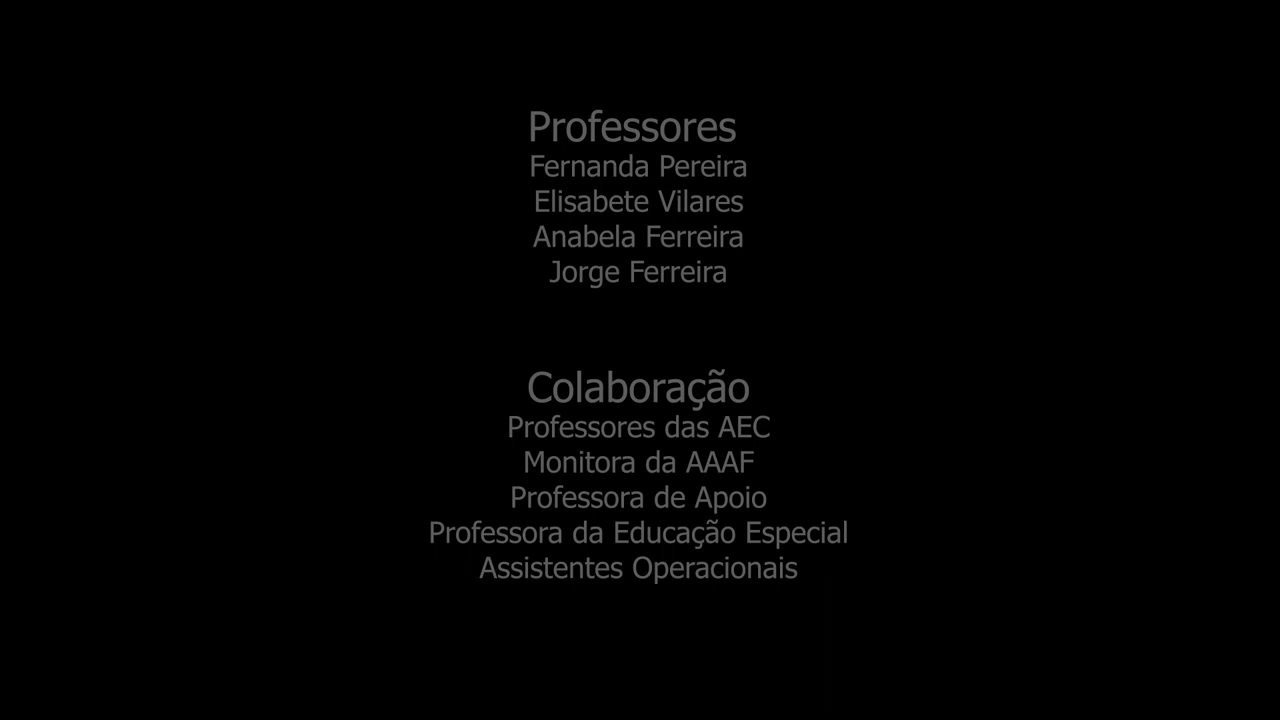 Professores
Fernanda Pereira
Elisabete Vilares
Anabela Ferreira
Jorge Ferreira
Colaboração
Professores das AEC
Monitora da AAAF
Professora de Apoio
Professora da Educação Especial
Assistentes Operacionais